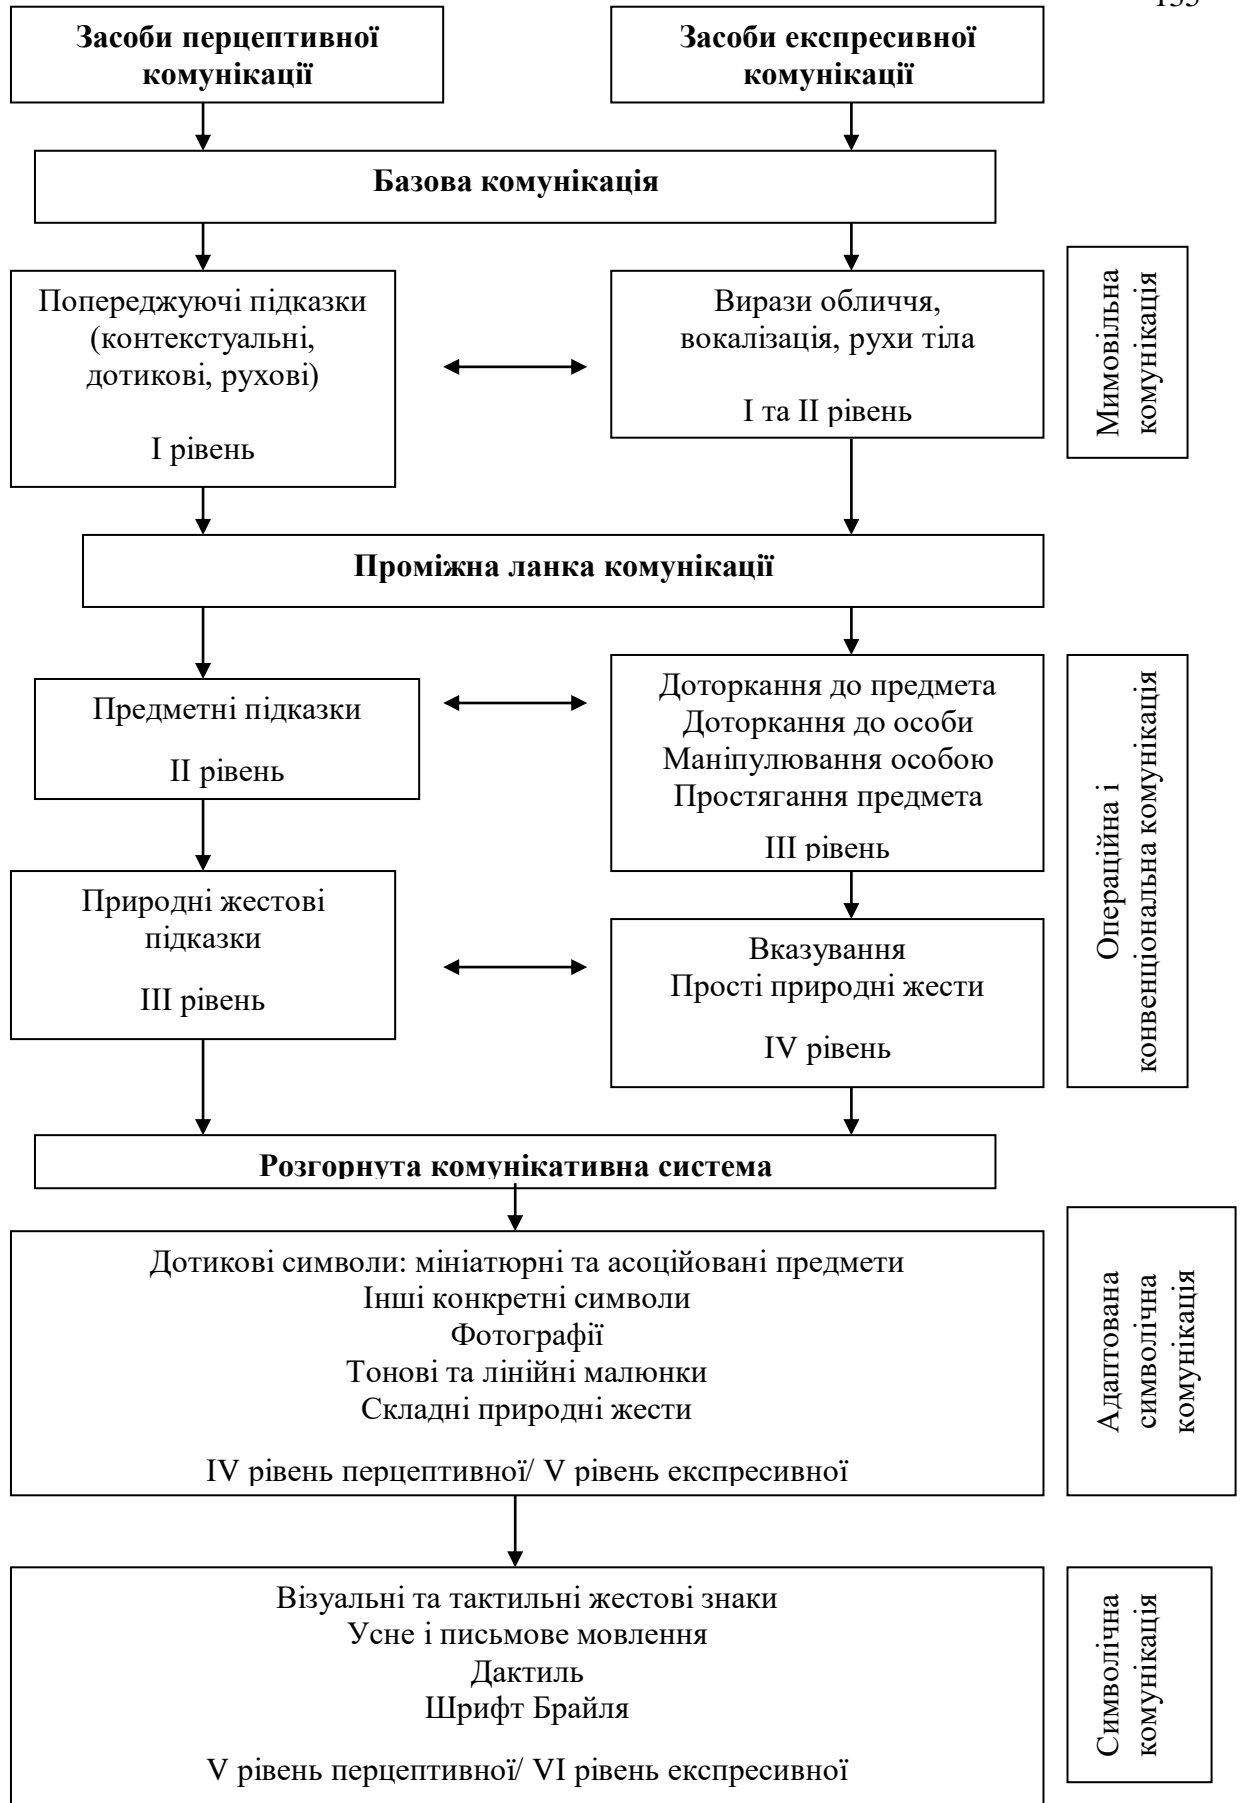 Засоби перцептивної
комунікації
Засоби експресивної
комунікації
Базова комунікація
Попереджуючі підказки
(контекстуальні,
дотикові, рухові)
І рівень
Вирази обличчя,
вокалізація, рухи тіла
І та ІІ рівень
Мимовільна
комунікація
Проміжна ланка комунікації
Предметні підказки
ІІ рівень
Доторкання до предмета
Доторкання до особи
Маніпулювання особою
Простягання предмета
ІІІ рівень
Природні жестові
підказки
ІІІ рівень
Вказування
Прості природні жести
IV рівень
Операційна і
конвенціональна комунікація
Розгорнута комунікативна система
Дотикові символи: мініатюрні та асоційовані предмети
Інші конкретні символи
Фотографії
Тонові та лінійні малюнки
Складні природні жести
IV рівень перцептивної/ V рівень експресивної
Адаптована
символічна
комунікація
Візуальні та тактильні жестові знаки
Усне і письмове мовлення
Дактиль
Шрифт Брайля
V рівень перцептивної/ VI рівень експресивної
Символічна
комунікація